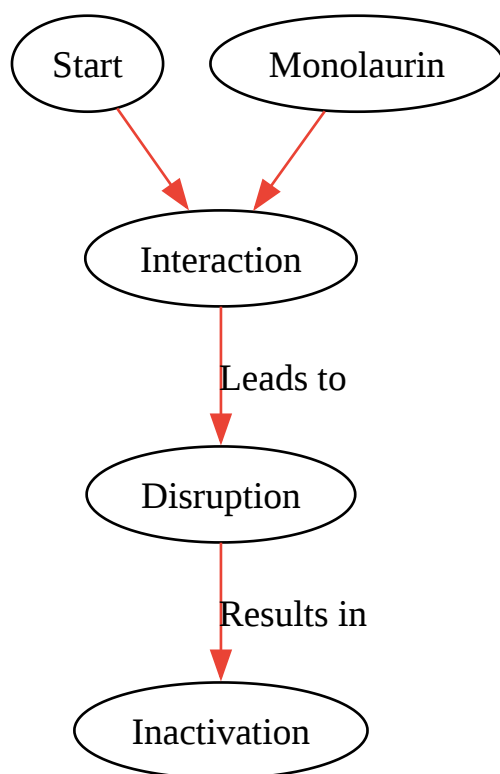 Start
Monolaurin
Interaction
Leads to
Disruption
Results in
Inactivation